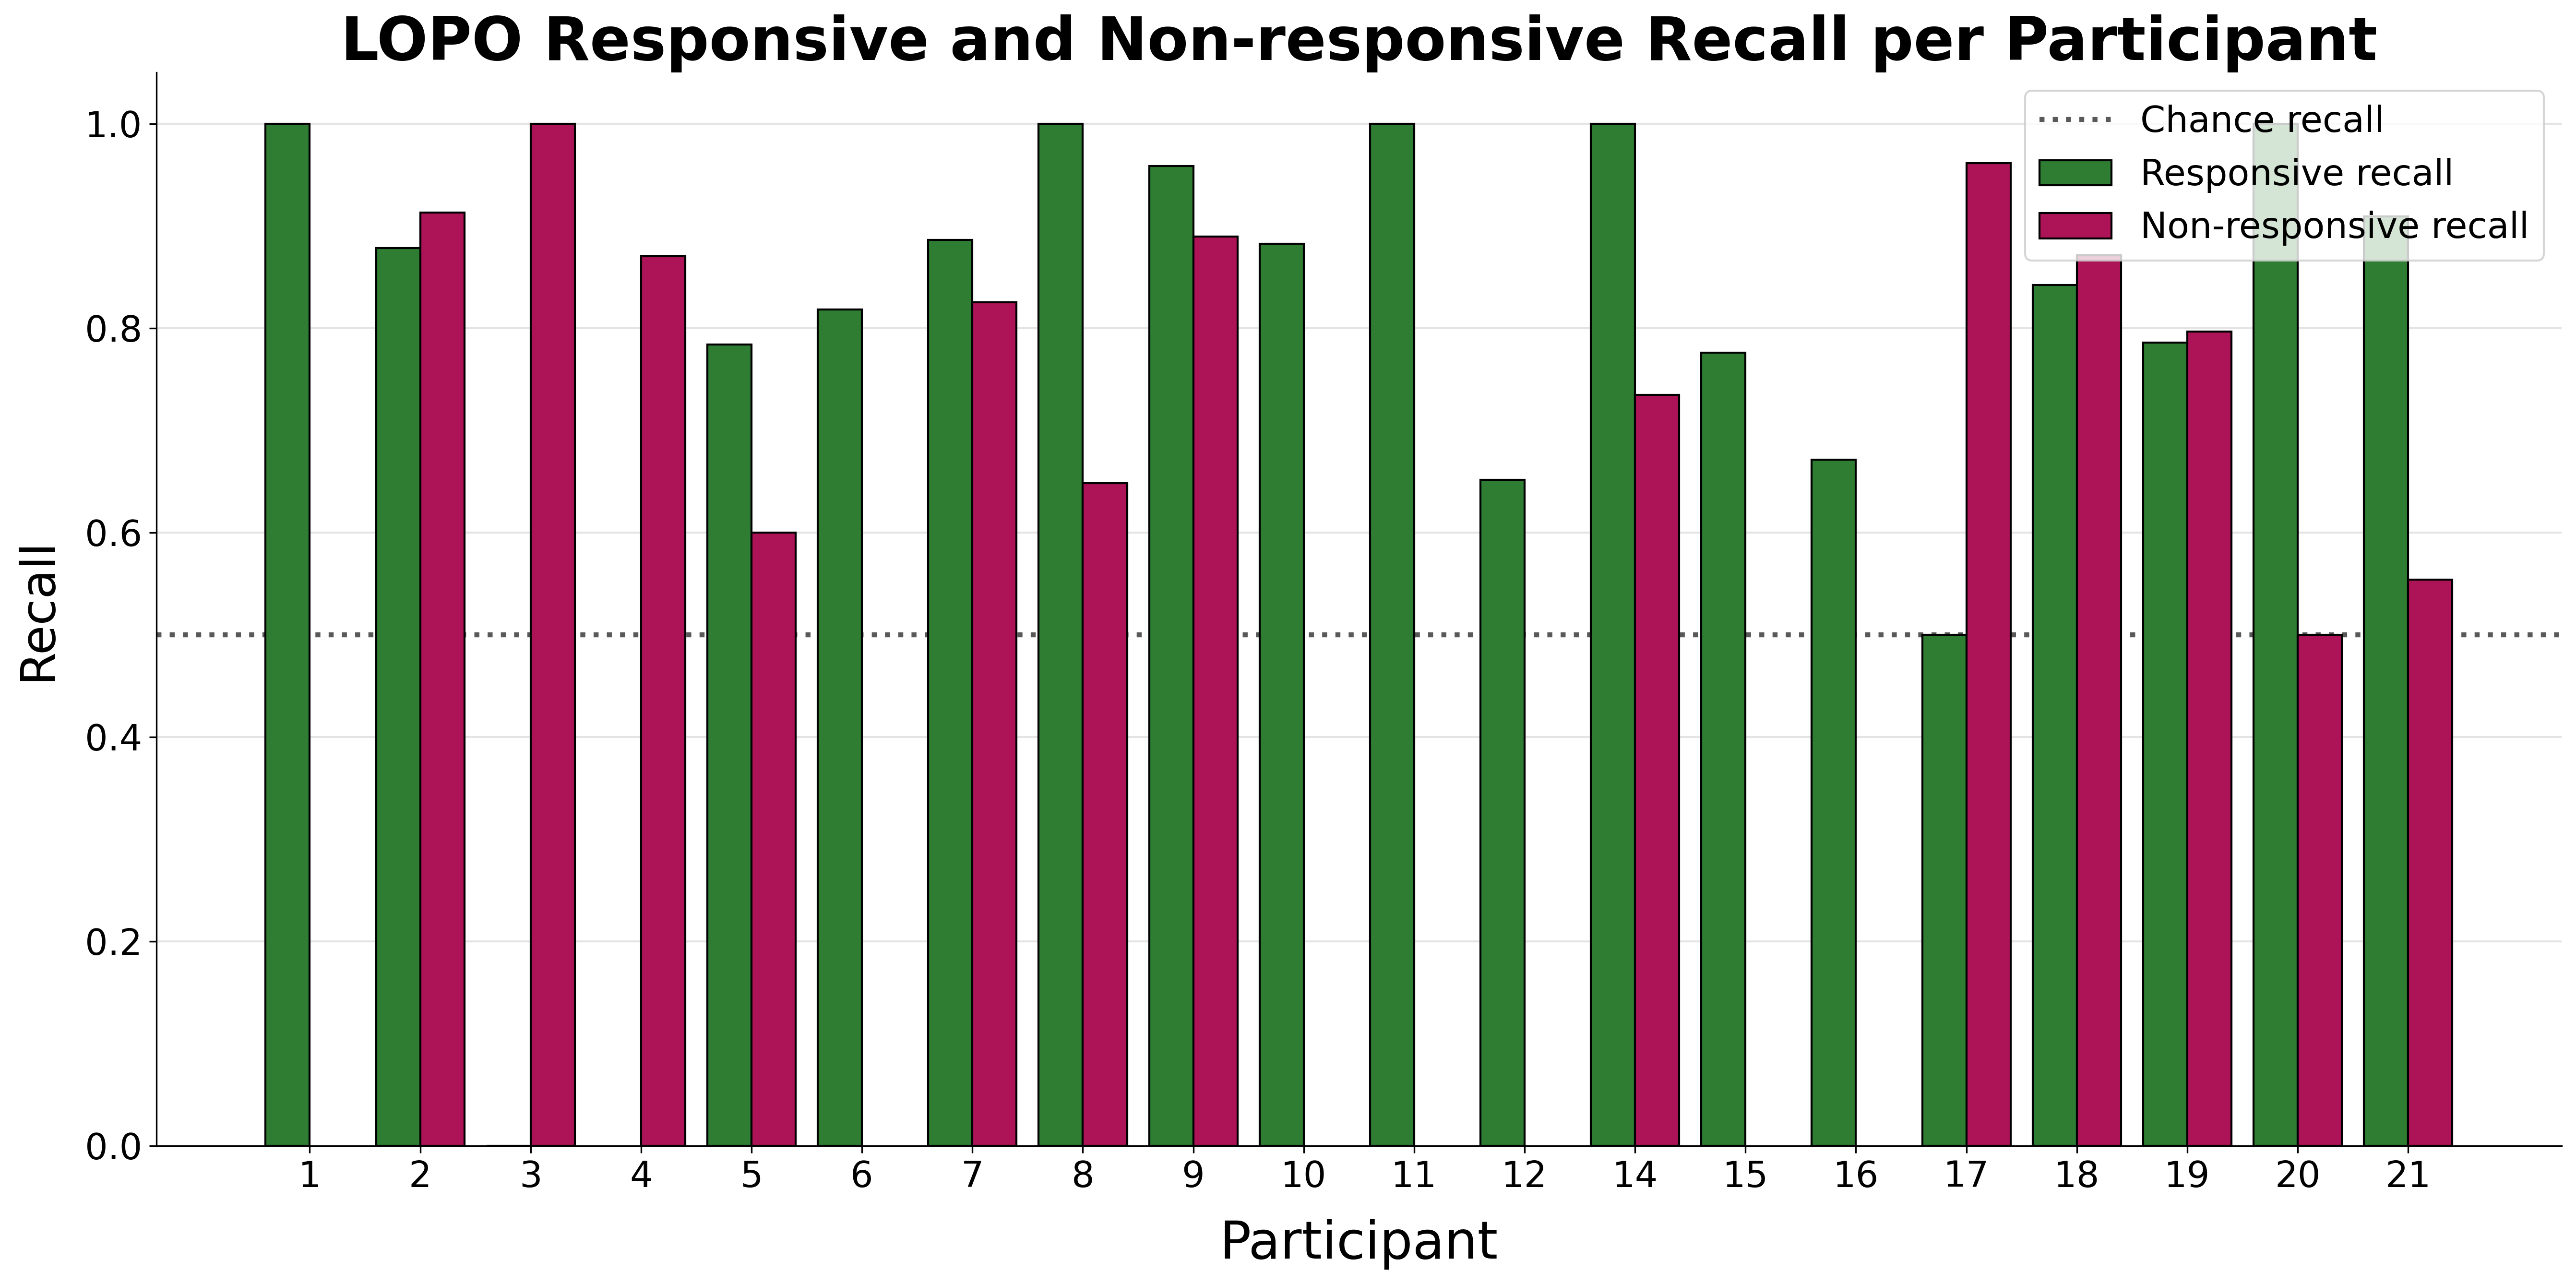 LOPO Responsive and Non-responsive Recall per Participant
Chance recall
Responsive recall
Non-responsive recall
1.0
0.8
0.6
0.4
0.2
0.0
Recall
1 2 3 4 5 6 7 8 9 10 11 12 14 15 16 17 18 19 20 21
Participant